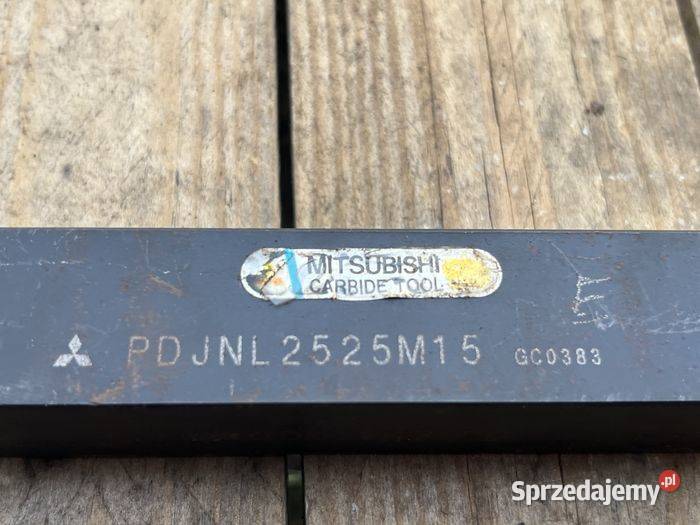 MITSUBISHI
CARBIDE TOOL
PDJNL2525M15 GC0383
Sprzedajemy.pl